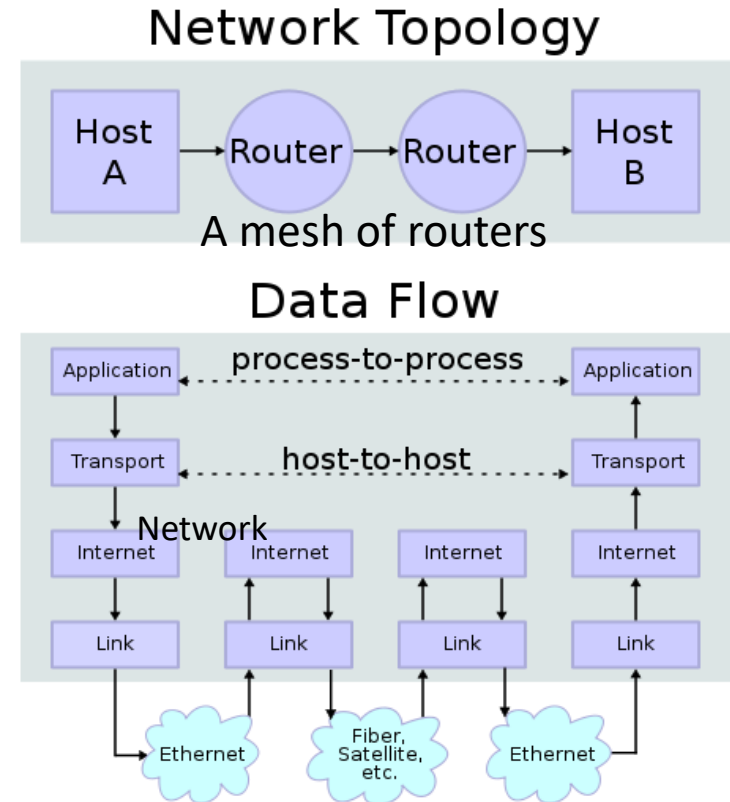 Network Topology
Host
A
Router
Router
Host
B
A mesh of routers
Data Flow
Application
process-to-process
Application
Transport
host-to-host
Transport
Network
Internet
Internet
Internet
Internet
Link
Link
Link
Link
Ethernet
Fiber,
Satellite,
etc.
Ethernet